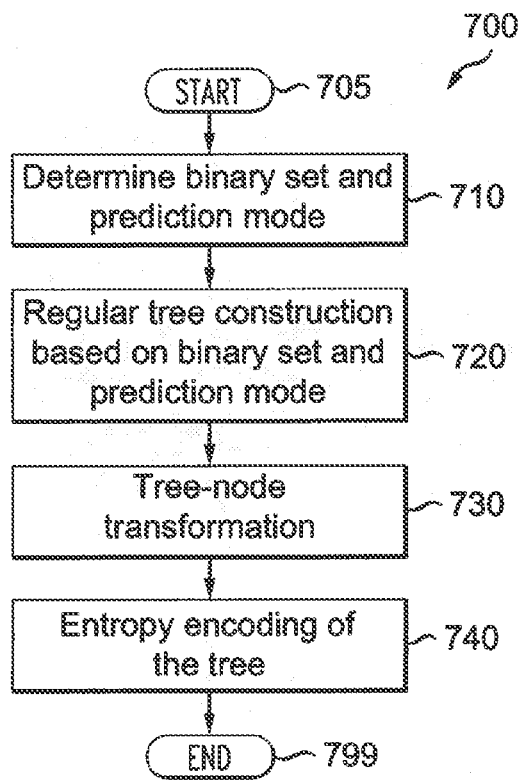 700
START
705
Determine binary set and
prediction mode
710
Regular tree construction
based on binary set and
prediction mode
720
Tree-node
transformation
730
Entropy encoding of
the tree
740
END
799